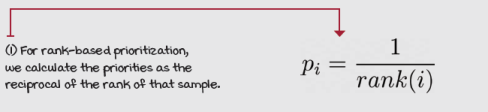 (1) For rank-based prioritization,
we calculate the priorities as the
reciprocal of the rank of that sample.
p_i = 1 / rank(i)